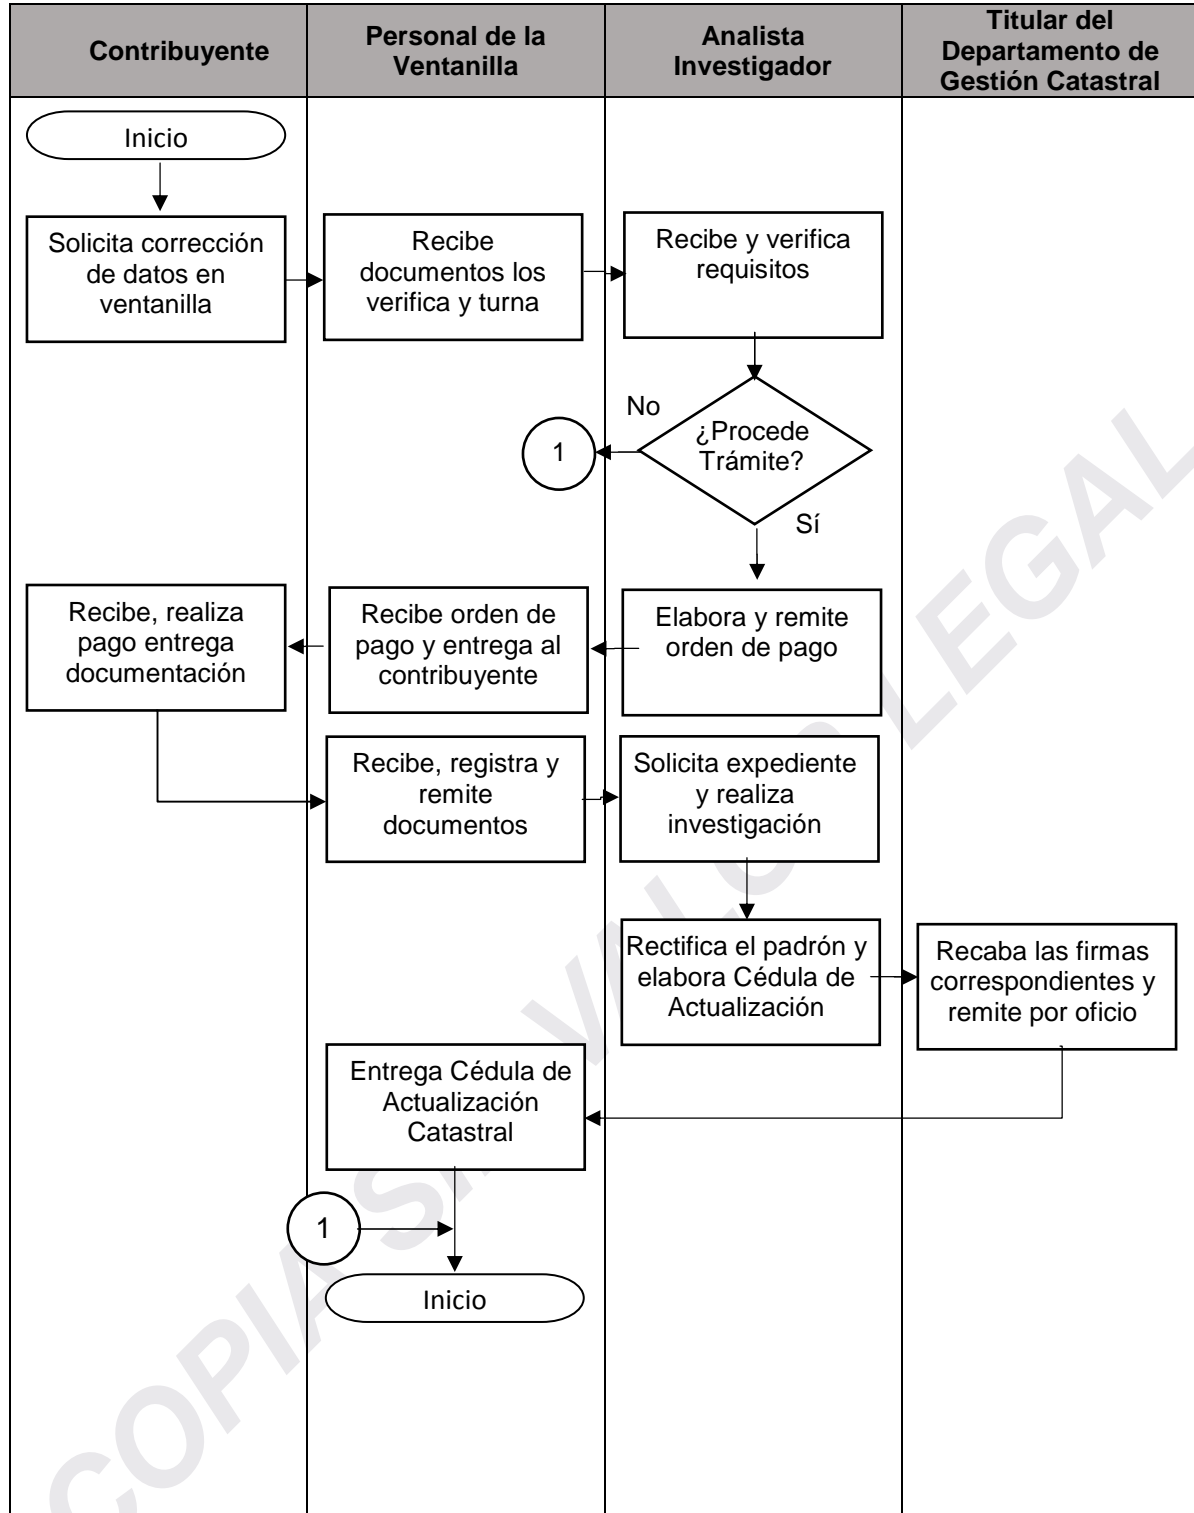 Contribuyente
Personal de la
Ventanilla
Analista
Investigador
Titular del
Departamento de
Gestión Catastral
Inicio
Solicita corrección
de datos en
ventanilla
Recibe
documentos los
verifica y turna
Recibe y verifica
requisitos
No
¿Procede
Trámite?
1
Sí
Elabora y remite
orden de pago
Recibe orden de
pago y entrega al
contribuyente
Recibe, realiza
pago entrega
documentación
Recibe, registra y
remite
documentos
Solicita expediente
y realiza
investigación
Rectifica el padrón y
elabora Cédula de
Actualización
Recaba las firmas
correspondientes y
remite por oficio
Entrega Cédula de
Actualización
Catastral
1
Inicio
COPIA SIN VALOR LEGAL